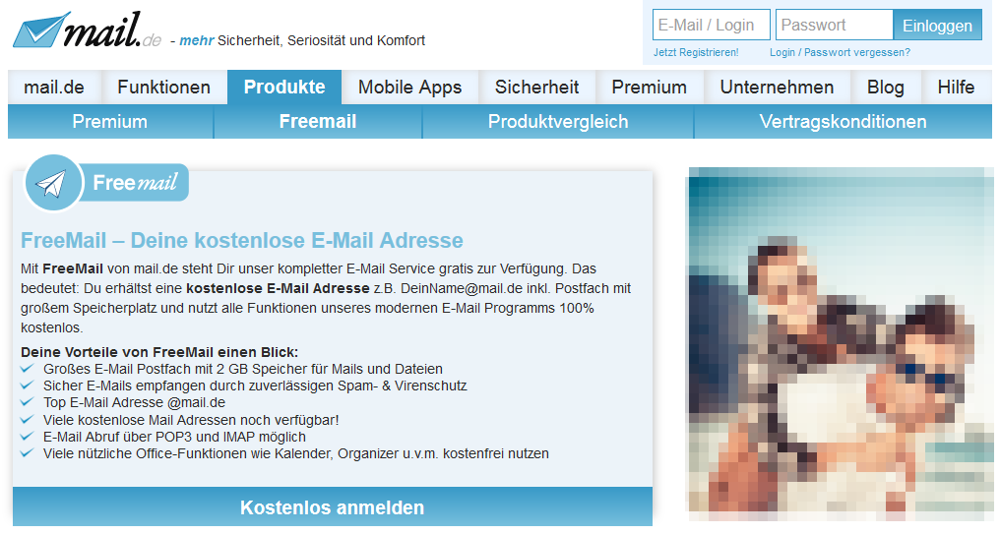 mail.de - mehr Sicherheit, Seriosität und Komfort
E-Mail / Login Passwort Einloggen
Jetzt Registrieren! Login / Passwort vergessen?
mail.de Funktionen Produkte Mobile Apps Sicherheit Premium Unternehmen Blog Hilfe
Premium Freemail Produktvergleich Vertragskonditionen
Freemail
FreeMail – Deine kostenlose E-Mail Adresse
Mit FreeMail von mail.de steht Dir unser kompletter E-Mail Service gratis zur Verfügung. Das
bedeutet: Du erhältst eine kostenlose E-Mail Adresse z.B. DeinName@mail.de inkl. Postfach mit
großem Speicherplatz und nutzt alle Funktionen unseres modernen E-Mail Programms 100%
kostenlos.
Deine Vorteile von FreeMail einen Blick:
Großes E-Mail Postfach mit 2 GB Speicher für Mails und Dateien
Sicher E-Mails empfangen durch zuverlässigen Spam- & Virenschutz
Top E-Mail Adresse @mail.de
Viele kostenlose Mail Adressen noch verfügbar!
E-Mail Abruf über POP3 und IMAP möglich
Viele nützliche Office-Funktionen wie Kalender, Organizer u.v.m. kostenfrei nutzen
Kostenlos anmelden